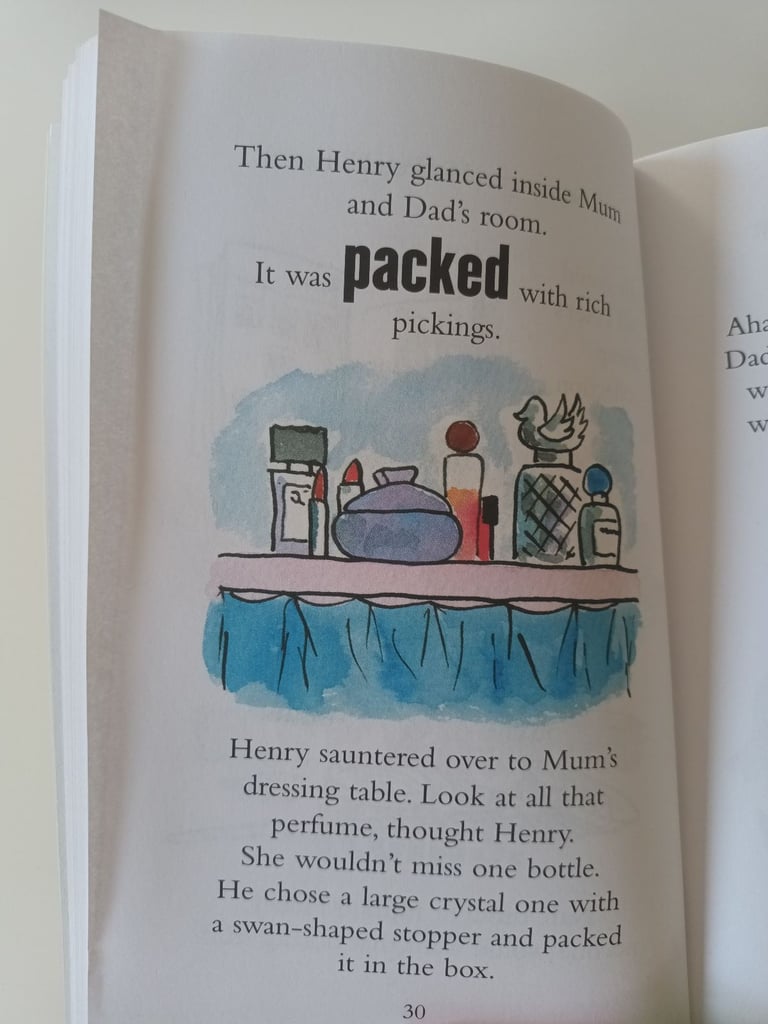 Then Henry glanced inside Mum
and Dad's room.
It was packed with rich
pickings.
Henry sauntered over to Mum's
dressing table. Look at all that
perfume, thought Henry.
She wouldn't miss one bottle.
He chose a large crystal one with
a swan-shaped stopper and packed
it in the box.
30
Aha
Dad
w
w